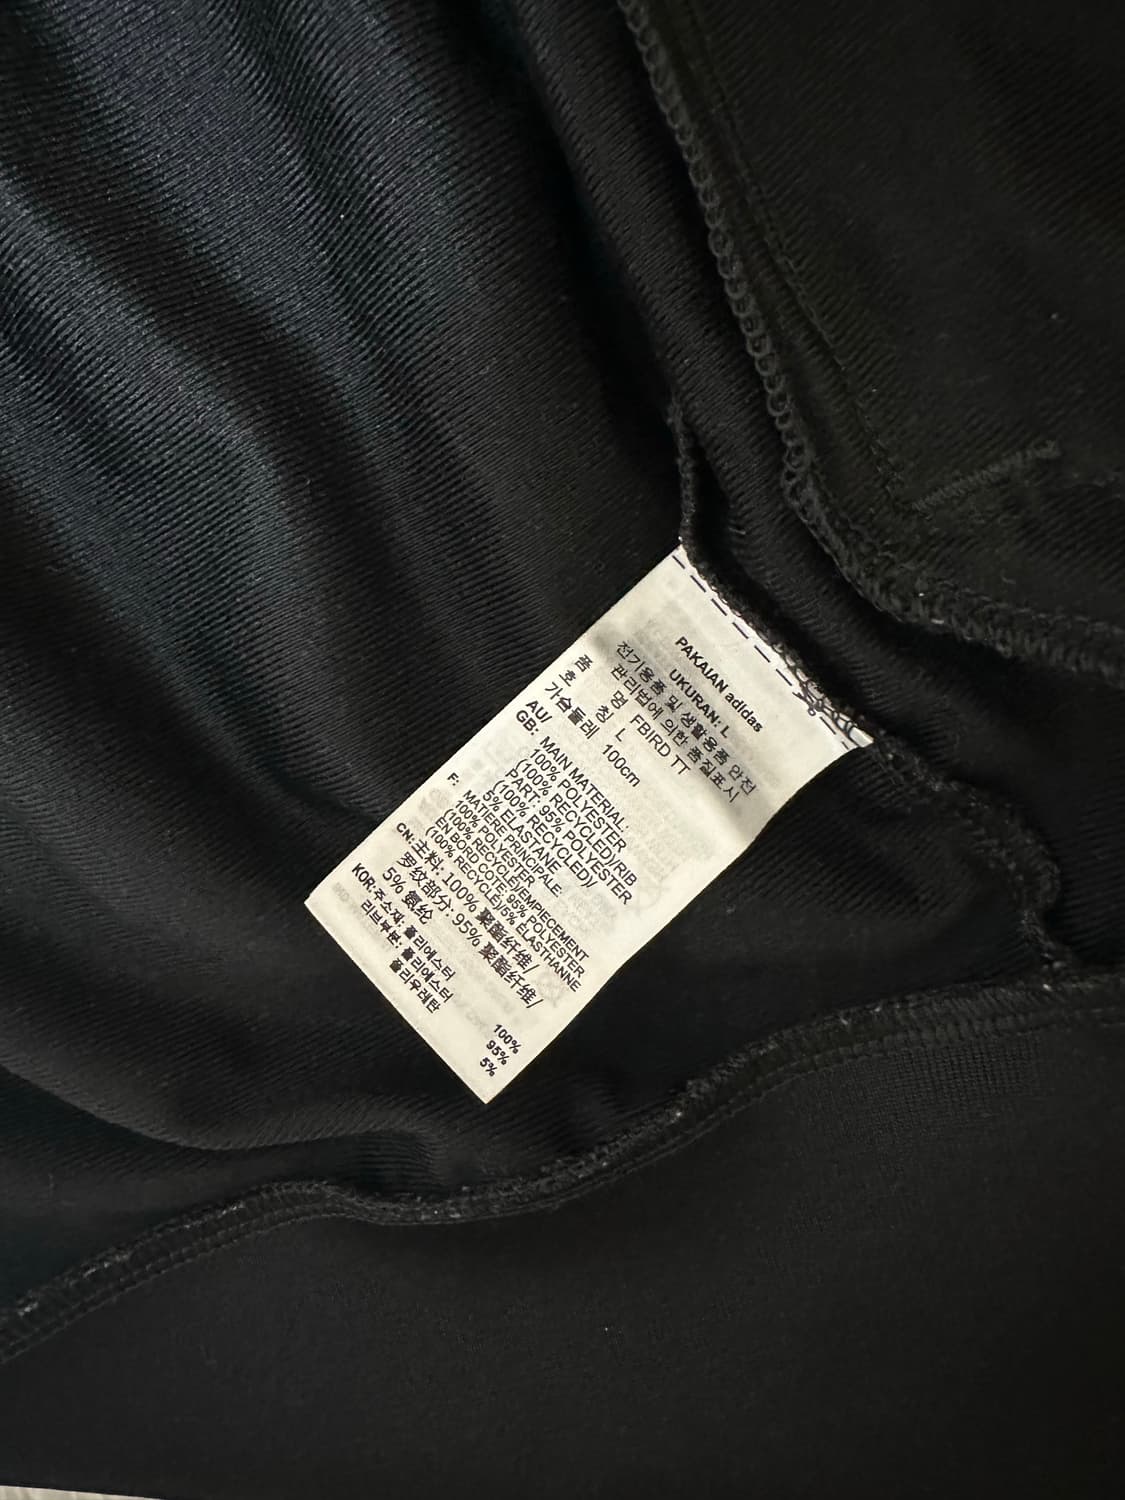 PAKAIAN adidas
UKURAN: L
전기용품 및 생활용품 안전
관리법에 의한 품질표시
품 명 FBIRD TT
호 칭 L
가슴둘레 100cm
AU/
GB: MAIN MATERIAL:
100% POLYESTER
(100% RECYCLED)/RIB
PART: 95% POLYESTER
(100% RECYCLED)/
5% ELASTANE
F: MATIÈRE PRINCIPALE:
100% POLYESTER
(100% RECYCLÉ)/EMPIECEMENT
EN BORD COTE: 95% POLYESTER
(100% RECYCLÉ)/5% ELASTHANNE
CN: 主料: 100% 聚酯纤维/
罗纹部分: 95% 聚酯纤维/
5% 氨纶
KOR: 주소재: 폴리에스터 100%
리브부분: 폴리에스터 95%
폴리우레탄 5%